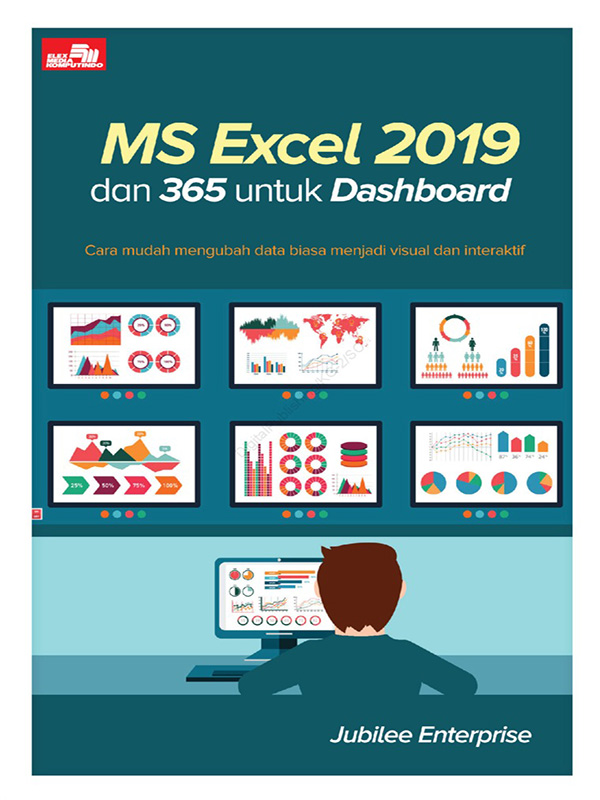 ELEX
MEDIA
KOMPUTINDO
MS Excel 2019
dan 365 untuk Dashboard
Cara mudah mengubah data biasa menjadi visual dan interaktif
25% 50% 75% 100%
Jubilee Enterprise